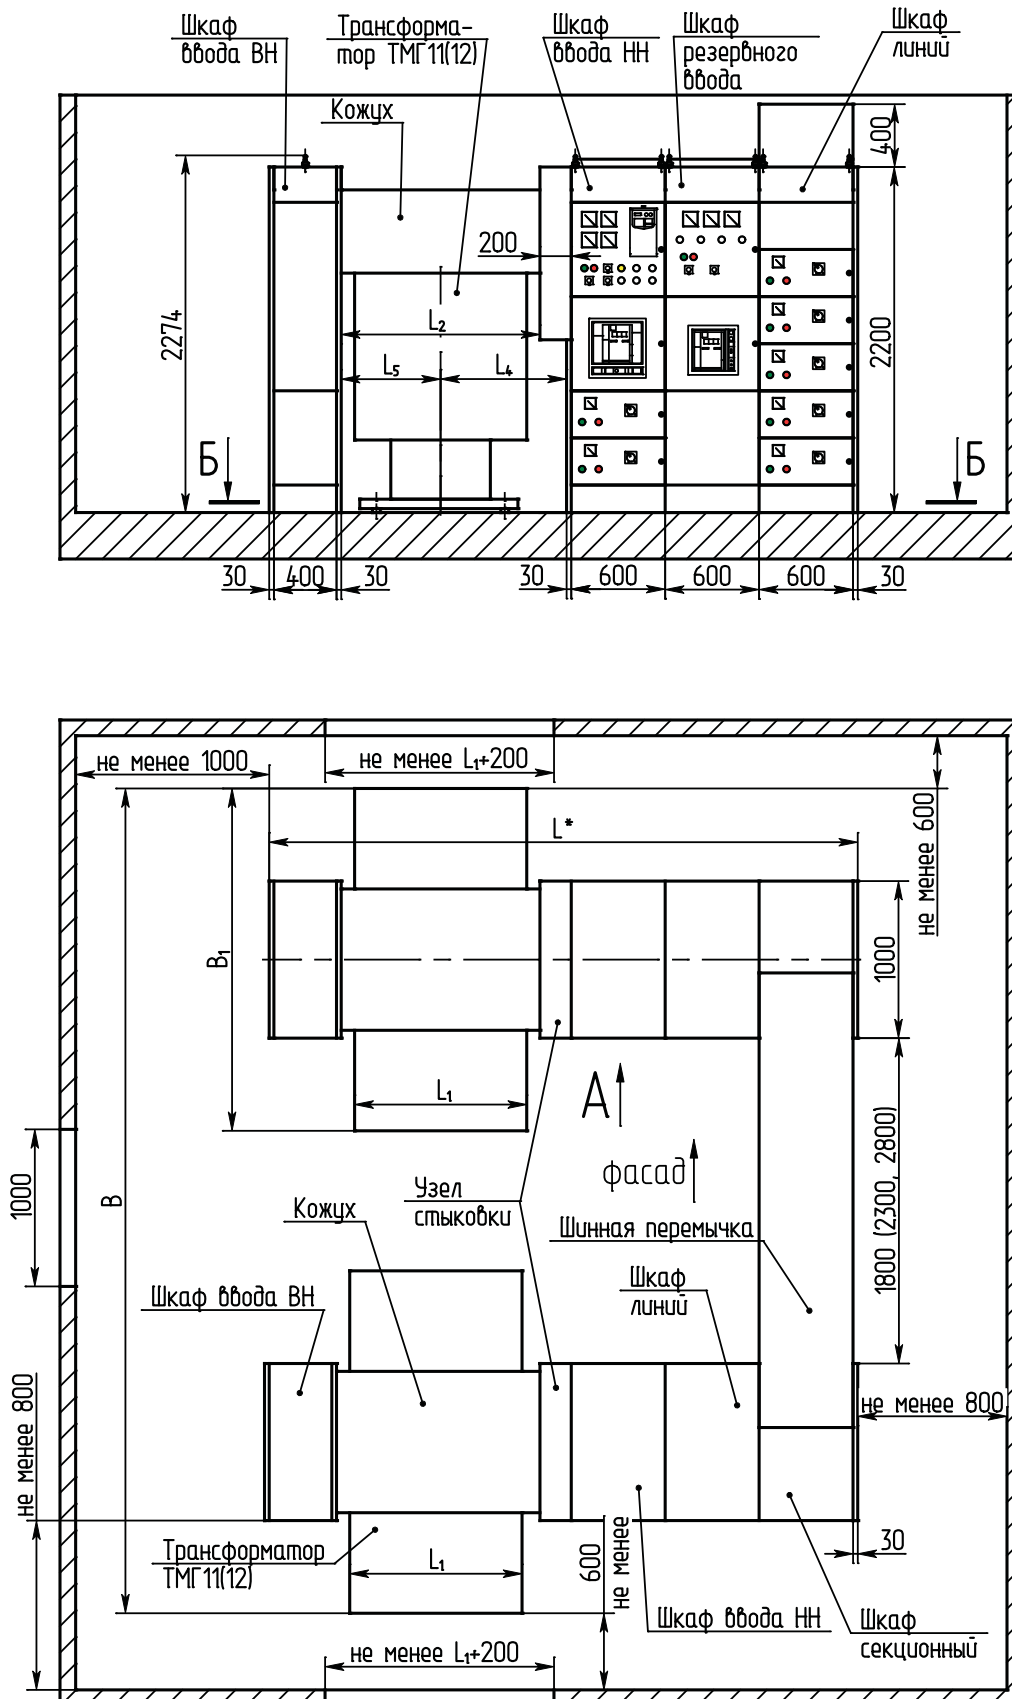 Шкаф
ввода ВН
Трансформа-
тор ТМГ11(12)
Шкаф
ввода НН
Шкаф
резервного
ввода
Шкаф
линий
Кожух
400
200
2274
L₂
L₅
L₄
2200
Б
Б
30
400
30
30
600
600
600
30
не менее 1000
не менее L₁+200
не менее 600
L*
B₁
1000
L₁
А
фасад
1800 (2300, 2800)
1000
B
Узел
стыковки
Кожух
Шинная перемычка
Шкаф ввода ВН
Шкаф
линий
не менее 800
не менее 800
Трансформатор
ТМГ11(12)
L₁
600
не менее
30
Шкаф ввода НН
Шкаф
секционный
не менее L₁+200